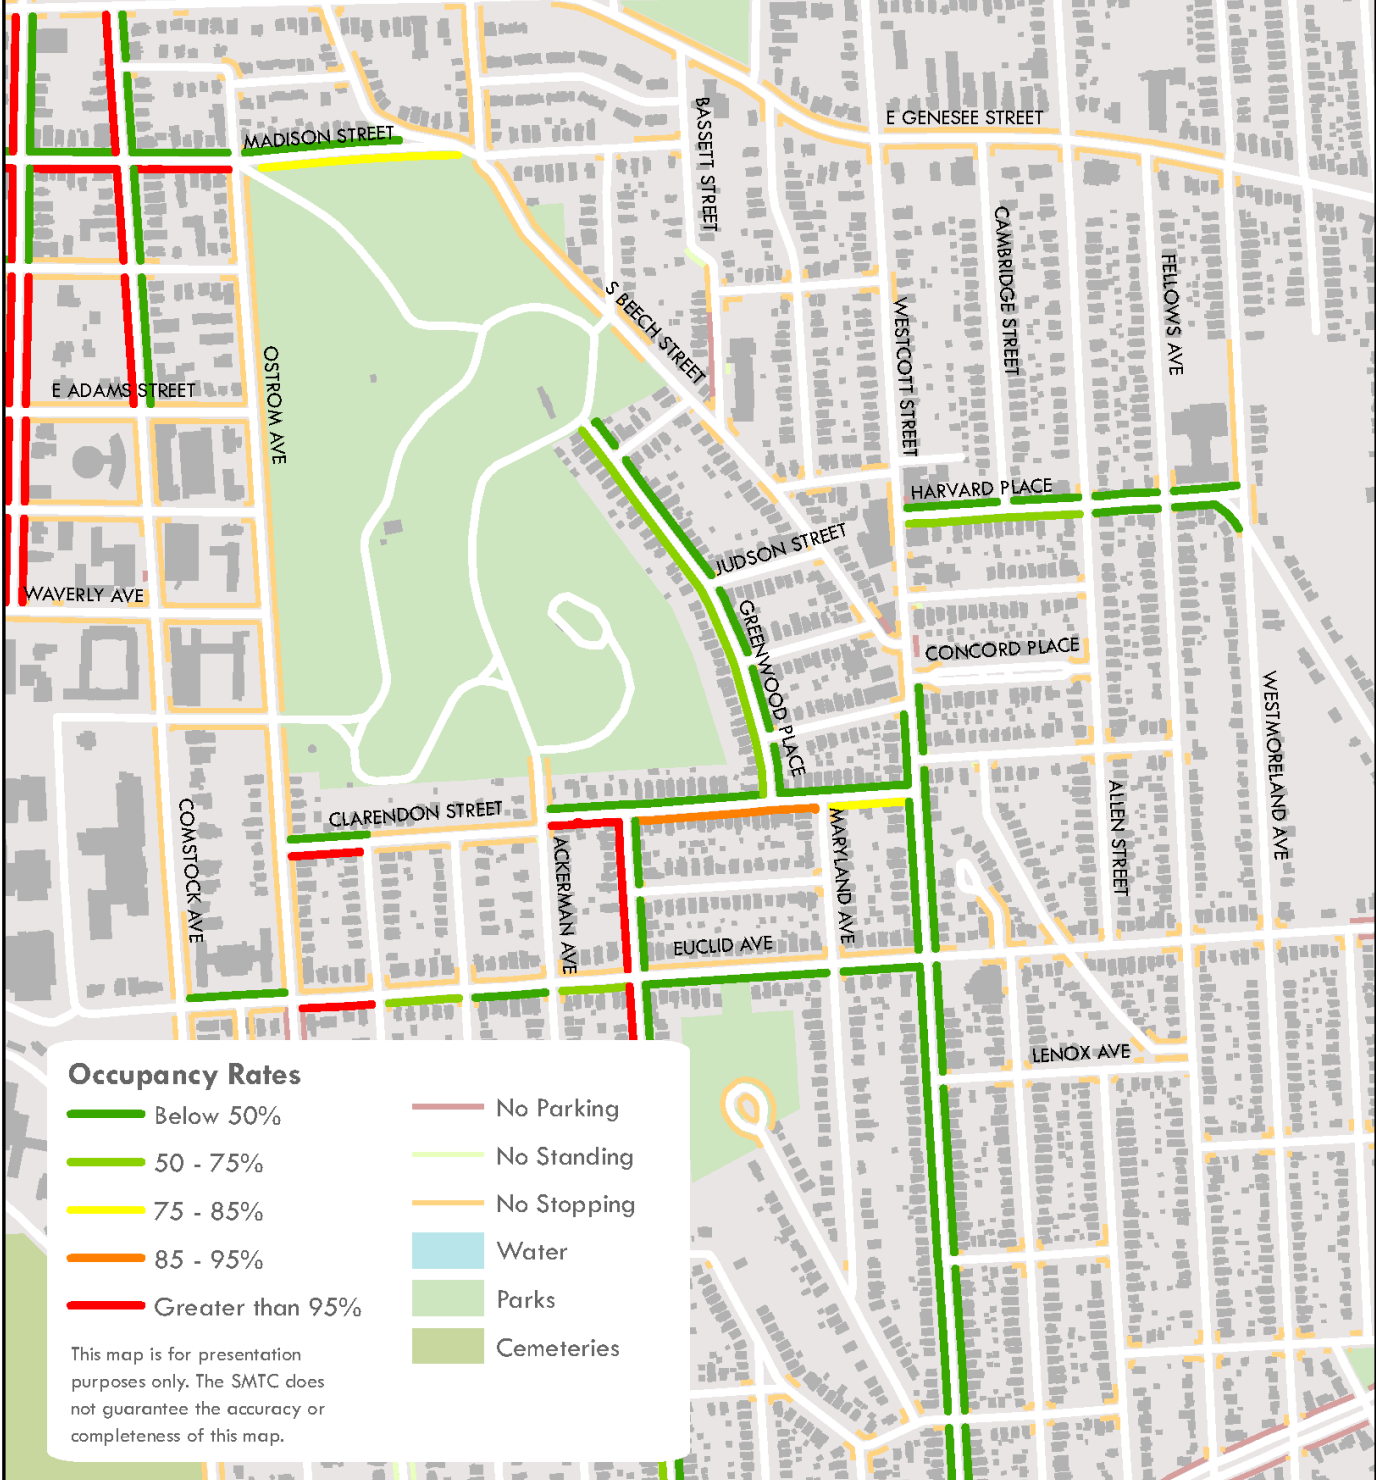 E GENESEE STREET
MADISON STREET
BASSETT STREET
CAMBRIDGE STREET
FELLOWS AVE
S BEECH STREET
WESTCOTT STREET
OSTROM AVE
E ADAMS STREET
HARVARD PLACE
JUDSON STREET
WAVERLY AVE
GREENWOOD PLACE
CONCORD PLACE
WESTMORELAND AVE
CLARENDON STREET
COMSTOCK AVE
ACKERMAN AVE
MARYLAND AVE
ALLEN STREET
EUCLID AVE
LENOX AVE
Occupancy Rates
Below 50%
50 - 75%
75 - 85%
85 - 95%
Greater than 95%
No Parking
No Standing
No Stopping
Water
Parks
Cemeteries
This map is for presentation
purposes only. The SMTC does
not guarantee the accuracy or
completeness of this map.